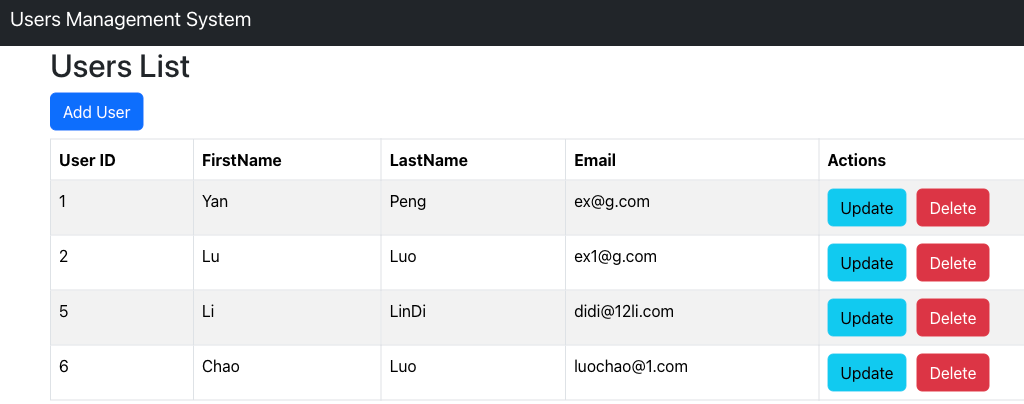 Users Management System
Users List
Add User
User ID FirstName LastName Email Actions
1 Yan Peng ex@g.com Update Delete
2 Lu Luo ex1@g.com Update Delete
5 Li LinDi didi@12li.com Update Delete
6 Chao Luo luochao@1.com Update Delete